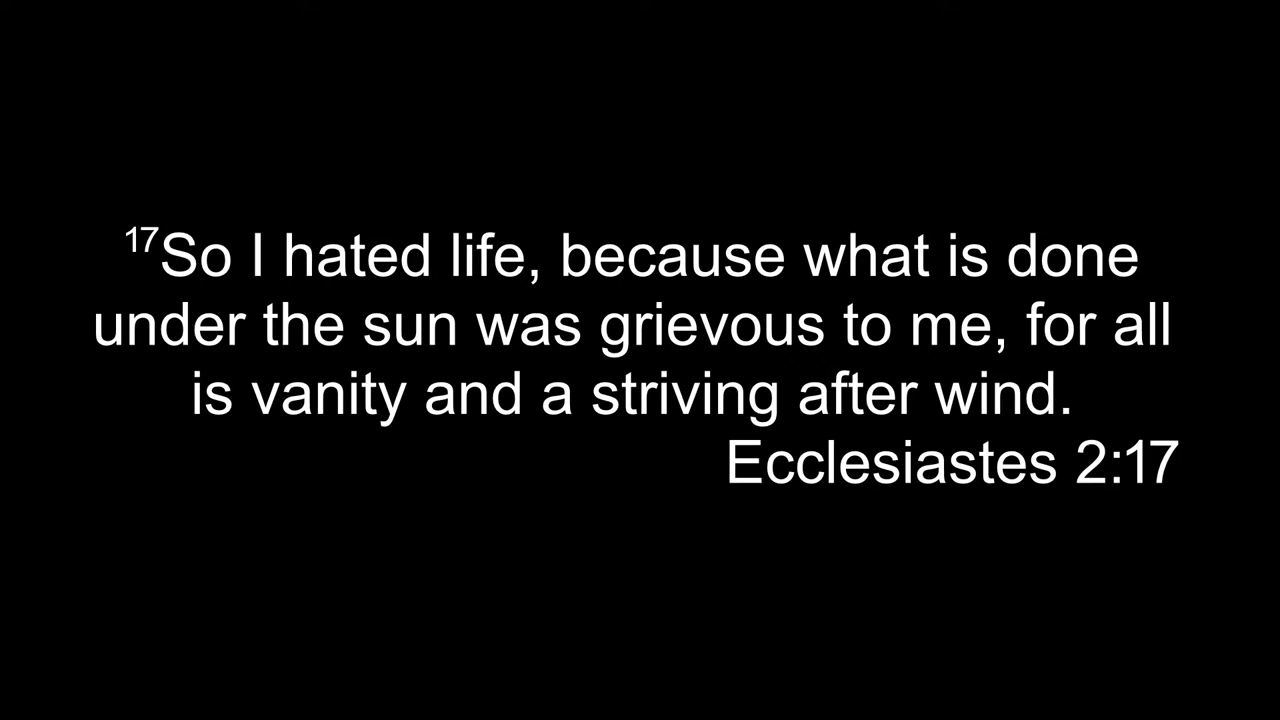 17So I hated life, because what is done
under the sun was grievous to me, for all
is vanity and a striving after wind.
Ecclesiastes 2:17